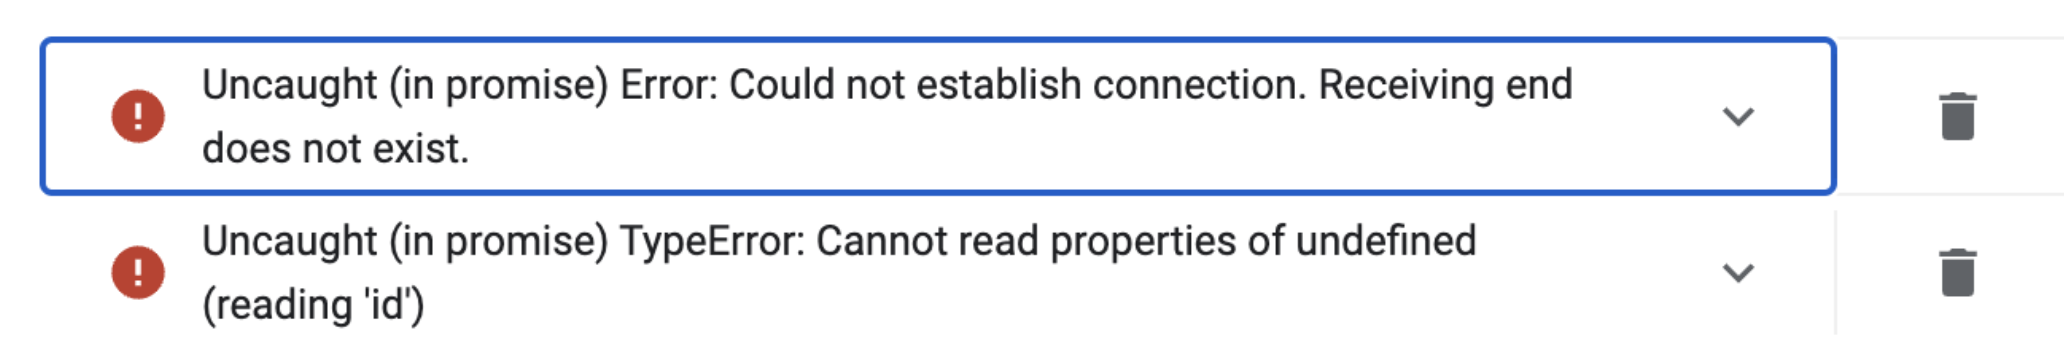 Uncaught (in promise) Error: Could not establish connection. Receiving end
does not exist.
Uncaught (in promise) TypeError: Cannot read properties of undefined
(reading 'id')